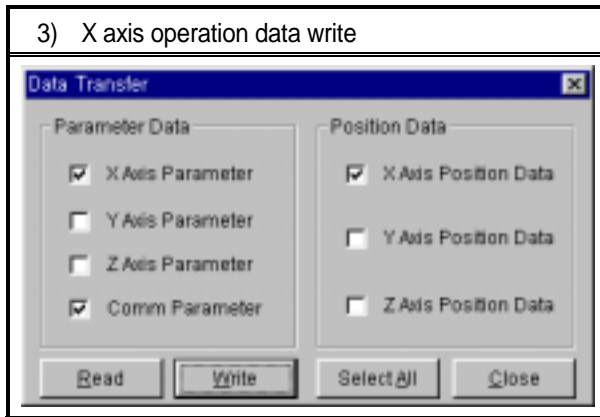 3) X axis operation data write
Data Transfer
Parameter Data
X Axis Parameter
Y Axis Parameter
Z Axis Parameter
Comm Parameter
Position Data
X Axis Position Data
Y Axis Position Data
Z Axis Position Data
Read Write Select All Close